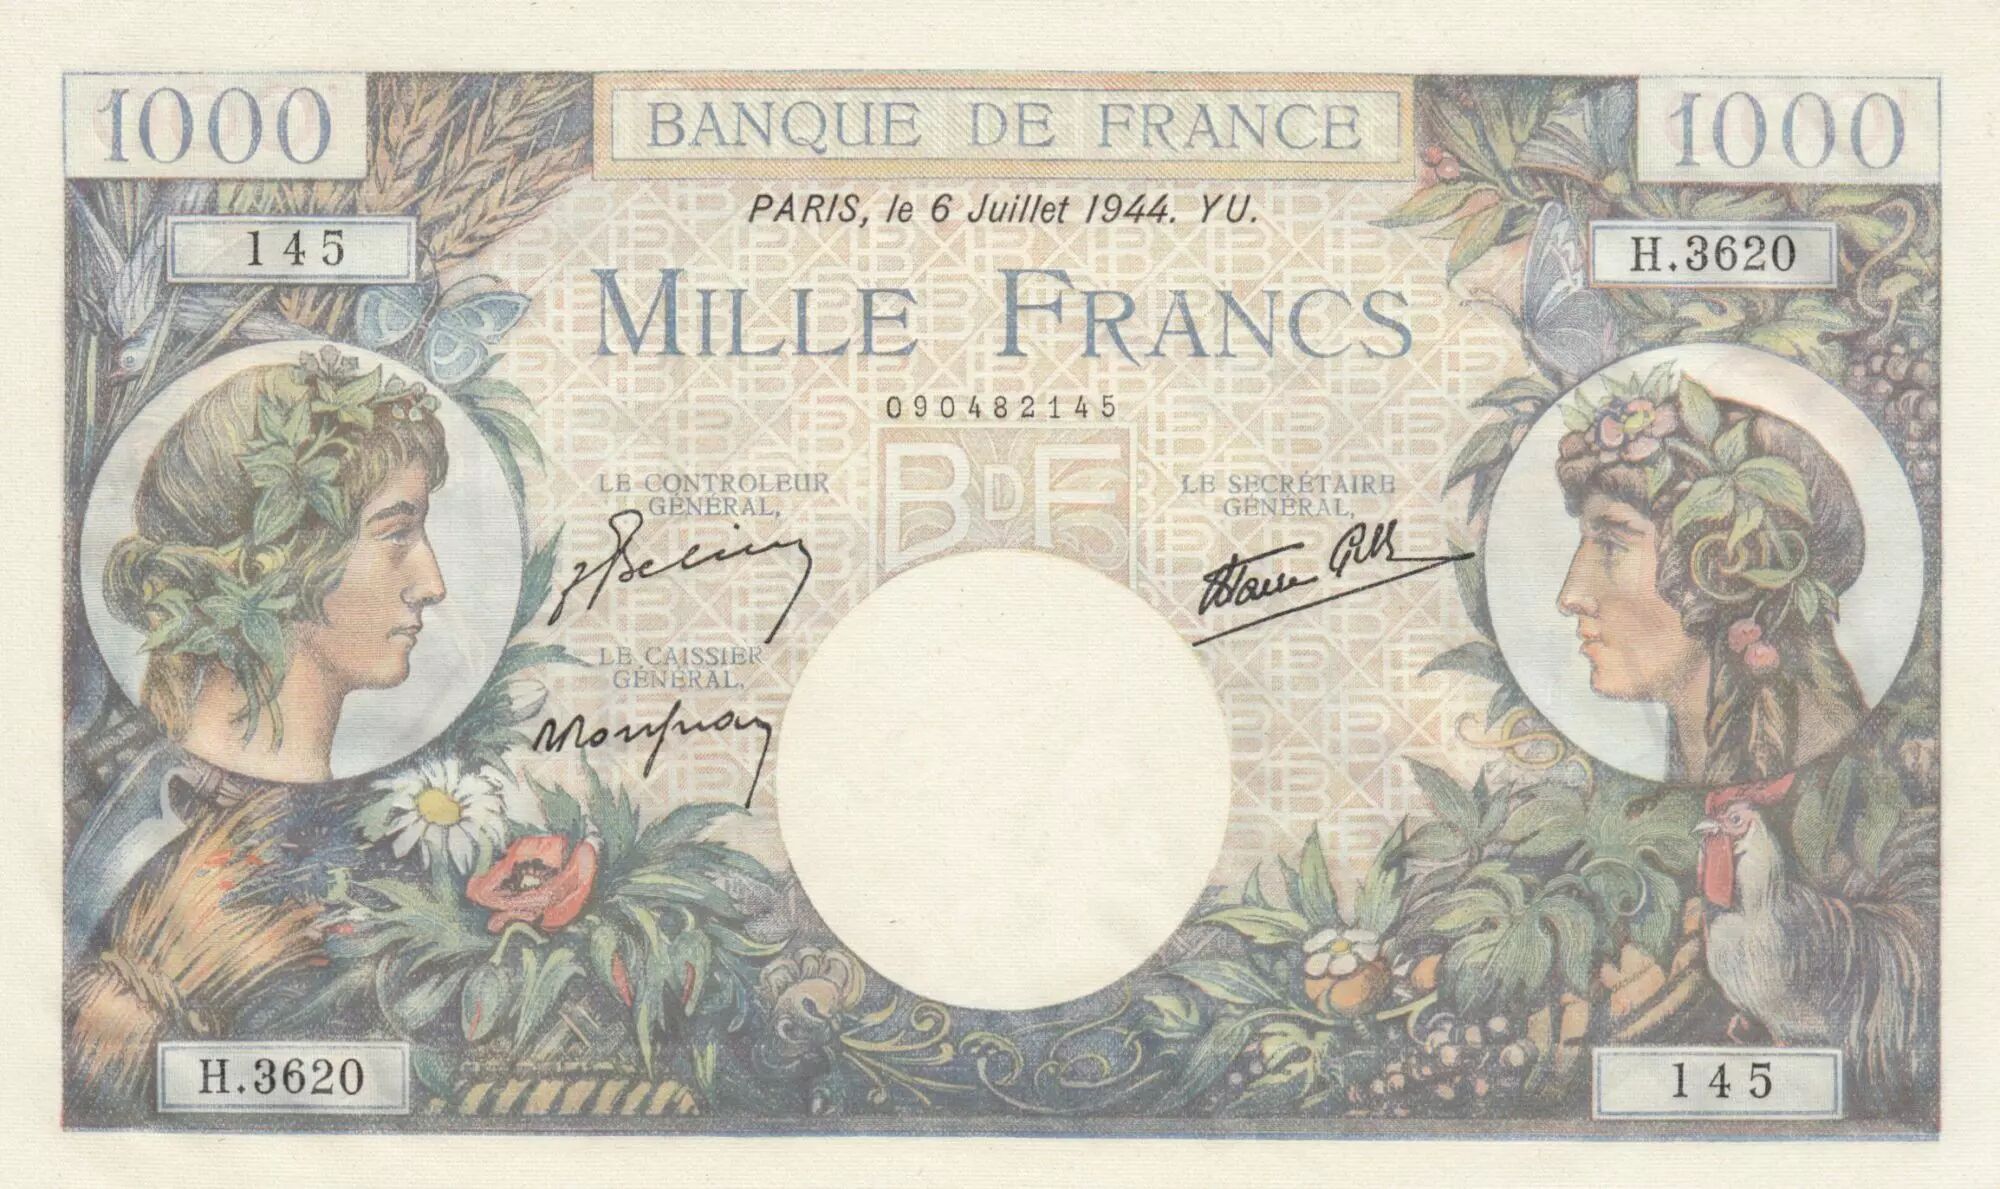 1000
BANQUE DE FRANCE
1000
PARIS, le 6 Juillet 1944. YU.
145
H.3620
MILLE FRANCS
090482145
BDF
LE CONTROLEUR
GÉNÉRAL,
LE SECRÉTAIRE
GÉNÉRAL,
LE CAISSIER
GÉNÉRAL,
H.3620
145